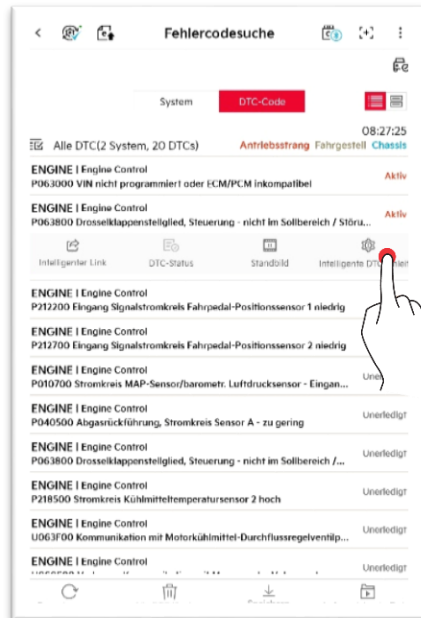 Fehlercodesuche
System DTC-Code
08:27:25
Alle DTC(2 System, 20 DTCs) Antriebsstrang Fahrgestell Chassis
ENGINE | Engine Control
P063000 VIN nicht programmiert oder ECM/PCM inkompatibel Aktiv
ENGINE | Engine Control
P063800 Drosselklappenstellglied, Steuerung - nicht im Sollbereich / Störu... Aktiv
Intelligenter Link DTC-Status Standbild Intelligente
ENGINE | Engine Control
P212200 Eingang Signalstromkreis Fahrpedal-Positionssensor 1 niedrig
ENGINE | Engine Control
P212700 Eingang Signalstromkreis Fahrpedal-Positionssensor 2 niedrig
ENGINE | Engine Control
P010700 Stromkreis MAP-Sensor/barometr. Luftdrucksensor - Eingan...
ENGINE | Engine Control
P040500 Abgasrückführung, Stromkreis Sensor A - zu gering Unerledigt
ENGINE | Engine Control
P063800 Drosselklappenstellglied, Steuerung - nicht im Sollbereich /... Unerledigt
ENGINE | Engine Control
P218500 Stromkreis Kühlmitteltemperatursensor 2 hoch Unerledigt
ENGINE | Engine Control
U063F00 Kommunikation mit Motorkühlmittel-Durchflussregelventilp... Unerledigt
ENGINE | Engine Control
Unerledigt